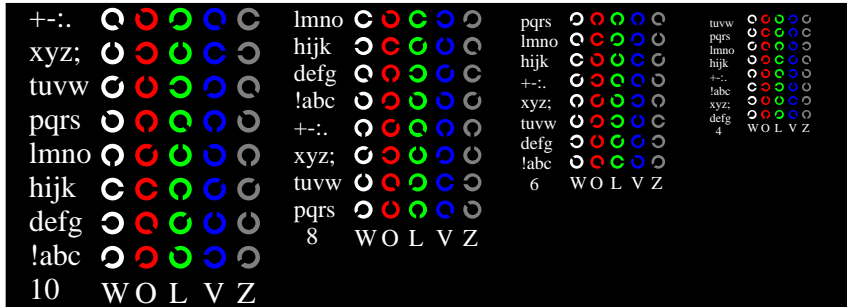 +-:.
xyz;
tuvw
pqrs
lmno
hijk
defg
!abc
10 W O L V Z
lmno
hijk
defg
!abc
+-:.
xyz;
tuvw
pqrs
8 W O L V Z
pqrs
lmno
hijk
+-:.
xyz;
tuvw
defg
!abc
6 W O L V Z
tuvw
pqrs
lmno
hijk
+-:.
!abc
xyz;
defg
4 W O L V Z